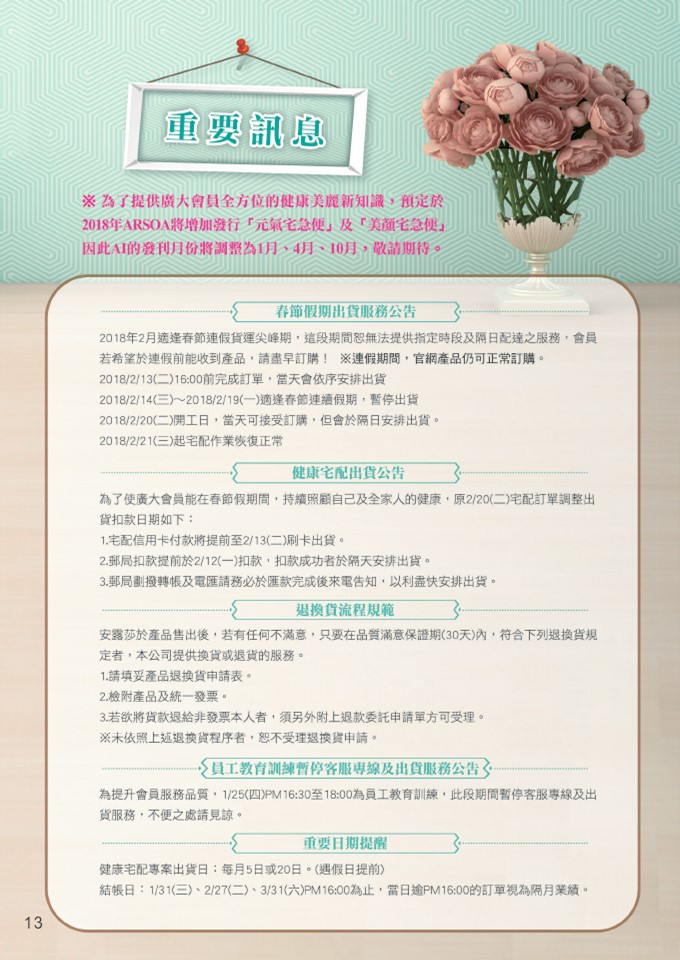 重要訊息
※ 為了提供廣大會員全方位的健康美麗新知識，預定於
2018年ARSOA將增加發行「元氣宅急便」及「美顏宅急便」
因此AI的發刊月份將調整為1月、4月、10月，敬請期待。
春節假期出貨服務公告
2018年2月適逢春節連假貨運尖峰期，這段期間恕無法提供指定時段及隔日配達之服務，會員
若希望於連假前能收到產品，請盡早訂購！ ※連假期間，官網產品仍可正常訂購。
2018/2/13(二)16:00前完成訂單，當天會依序安排出貨
2018/2/14(三)～2018/2/19(一)適逢春節連續假期，暫停出貨
2018/2/20(二)開工日，當天可接受訂購，但會於隔日安排出貨。
2018/2/21(三)起宅配作業恢復正常
健康宅配出貨公告
為了使廣大會員能在春節假期間，持續照顧自己及全家人的健康，原2/20(二)宅配訂單調整出
貨扣款日期如下：
1.宅配信用卡付款將提前至2/13(二)刷卡出貨。
2.郵局扣款提前於2/12(一)扣款，扣款成功者於隔天安排出貨。
3.郵局劃撥轉帳及電匯請務必於匯款完成後來電告知，以利盡快安排出貨。
退換貨流程規範
安露莎於產品售出後，若有任何不滿意，只要在品質滿意保證期(30天)內，符合下列退換貨規
定者，本公司提供換貨或退貨的服務。
1.請填妥產品退換貨申請表。
2.檢附產品及統一發票。
3.若欲將貨款退給非發票本人者，須另外附上退款委託申請單方可受理。
※未依照上述退換貨程序者，恕不受理退換貨申請。
員工教育訓練暫停客服專線及出貨服務公告
為提升會員服務品質，1/25(四)PM16:30至18:00為員工教育訓練，此段期間暫停客服專線及出
貨服務，不便之處請見諒。
重要日期提醒
健康宅配專案出貨日：每月5日或20日。(遇假日提前)
結帳日：1/31(三)、2/27(二)、3/31(六)PM16:00為止，當日逾PM16:00的訂單視為隔月業績。
13